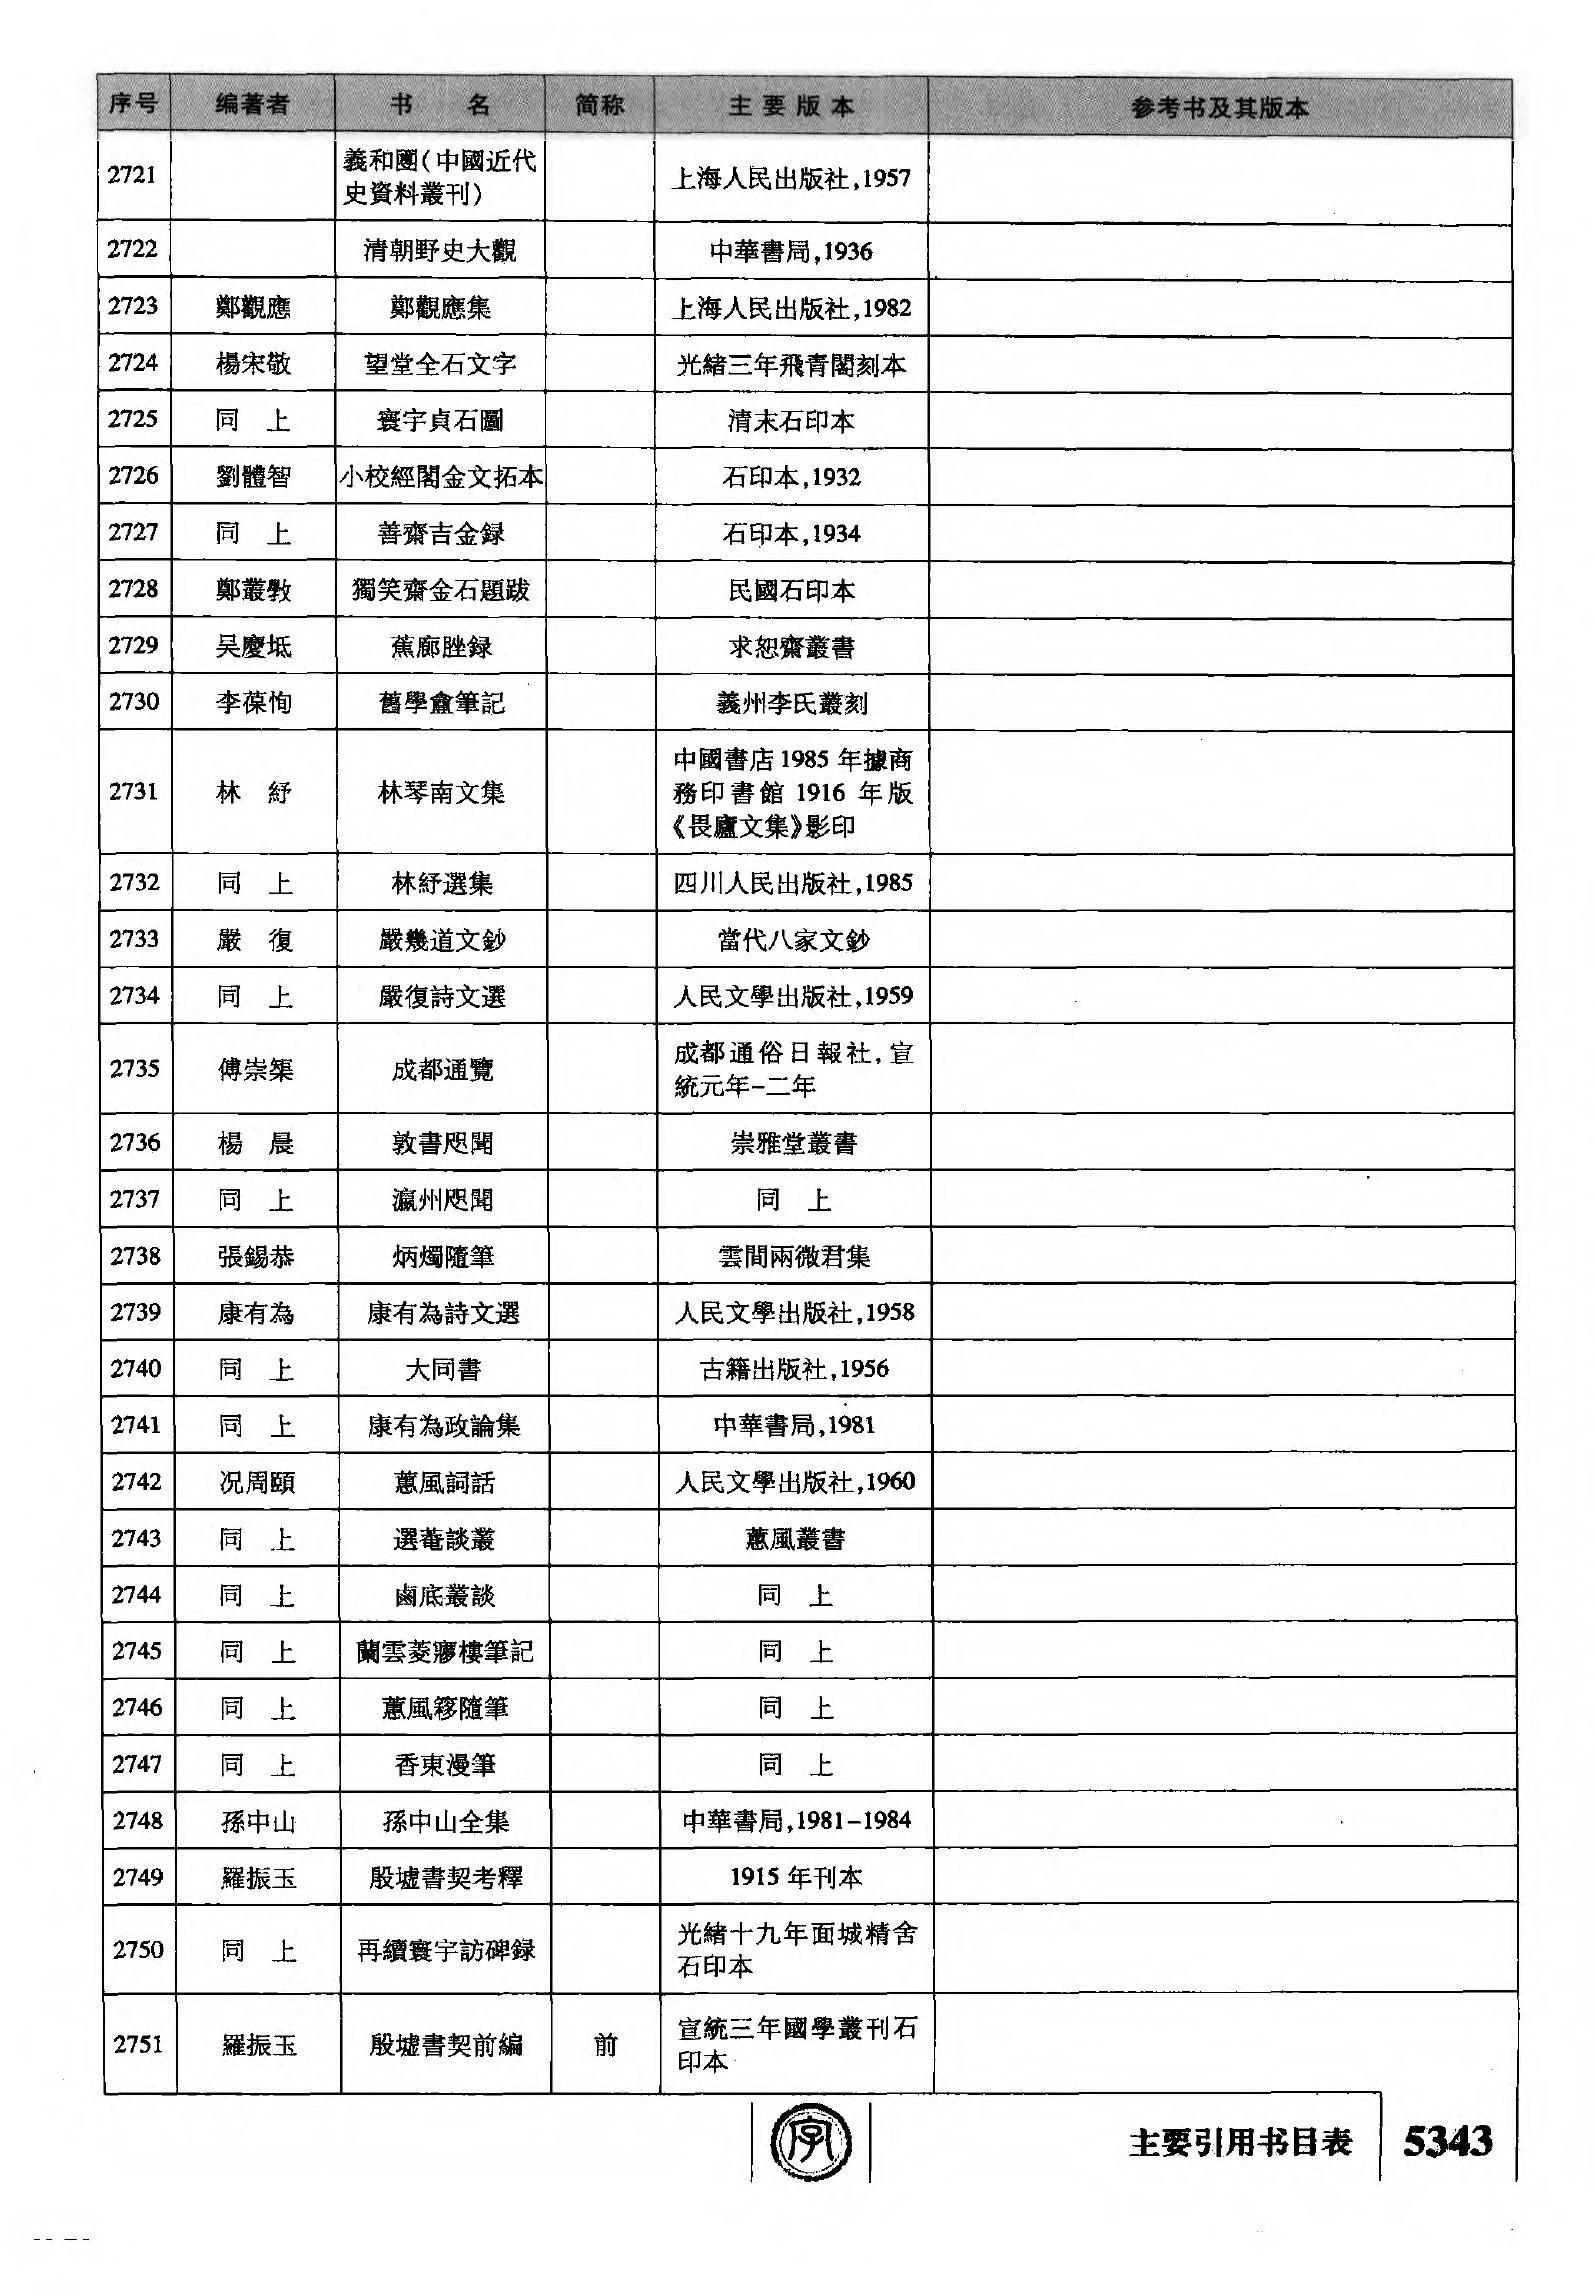 序号 编著者 书 名 简称 主要版本 参考书及其版本
2721 義和團(中國近代史資料叢刊) 上海人民出版社,1957
2722 清朝野史大觀 中華書局,1936
2723 鄭觀應 鄭觀應集 上海人民出版社,1982
2724 楊宋敬 望堂全石文字 光緒三年飛青閣刻本
2725 同 上 寰宇貞石圖 清末石印本
2726 劉體智 小校經閣金文拓本 石印本,1932
2727 同 上 善齋吉金録 石印本,1934
2728 鄭叢斆 獨笑齋金石題跋 民國石印本
2729 吴慶坻 蕉廊脞録 求恕齋叢書
2730 李葆恂 舊學盦筆記 義州李氏叢刻
2731 林 紓 林琴南文集 中國書店1985年據商務印書館1916年版《畏廬文集》影印
2732 同 上 林紓選集 四川人民出版社,1985
2733 嚴 復 嚴幾道文鈔 當代八家文鈔
2734 同 上 嚴復詩文選 人民文學出版社,1959
2735 傅崇榘 成都通覽 成都通俗日報社,宣統元年-二年
2736 楊 晨 敦書咫聞 崇雅堂叢書
2737 同 上 瀛州咫聞 同 上
2738 張錫恭 炳燭隨筆 雲間兩微君集
2739 康有為 康有為詩文選 人民文學出版社,1958
2740 同 上 大同書 古籍出版社,1956
2741 同 上 康有為政論集 中華書局,1981
2742 况周頤 蕙風詞話 人民文學出版社,1960
2743 同 上 選菴談叢 蕙風叢書
2744 同 上 鹵底叢談 同 上
2745 同 上 蘭雲菱寱樓筆記 同 上
2746 同 上 蕙風簃隨筆 同 上
2747 同 上 香東漫筆 同 上
2748 孫中山 孫中山全集 中華書局,1981-1984
2749 羅振玉 殷墟書契考釋 1915年刊本
2750 同 上 再續寰宇訪碑録 光緒十九年面城精舍石印本
2751 羅振玉 殷墟書契前編 前 宣統三年國學叢刊石印本
字
主要引用书目表 5343